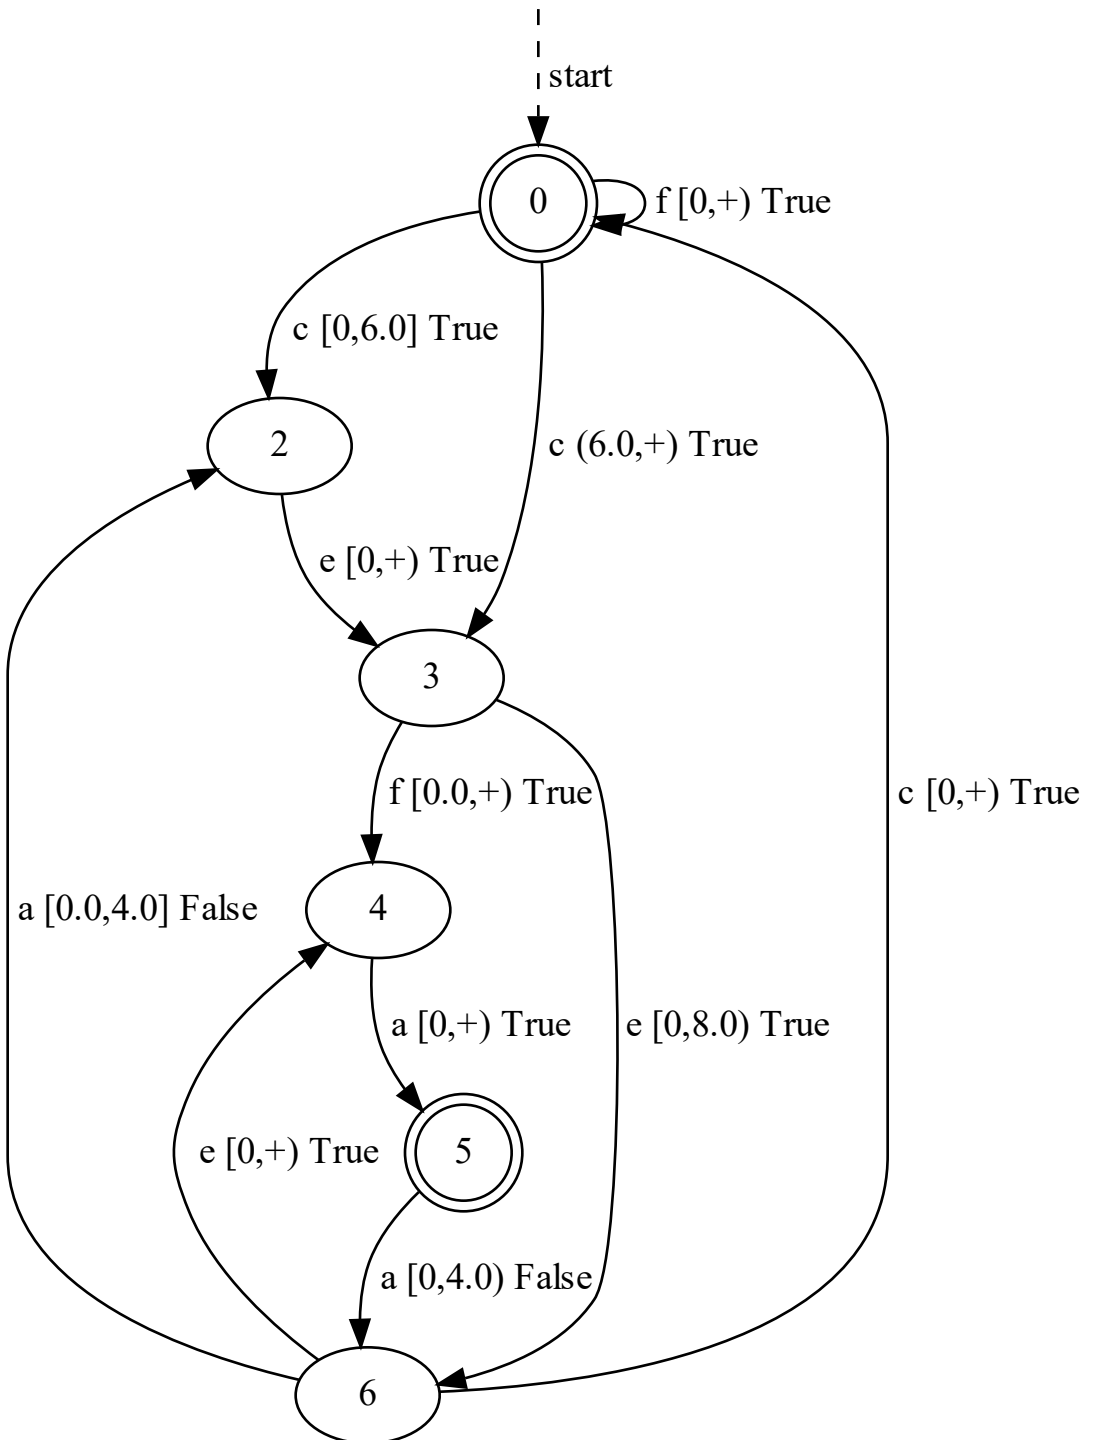 start
0
f [0,+) True
c [0,6.0] True
2
c (6.0,+) True
e [0,+) True
3
f [0.0,+) True
c [0,+) True
a [0.0,4.0] False
4
a [0,+) True
e [0,8.0) True
e [0,+) True
5
a [0,4.0) False
6